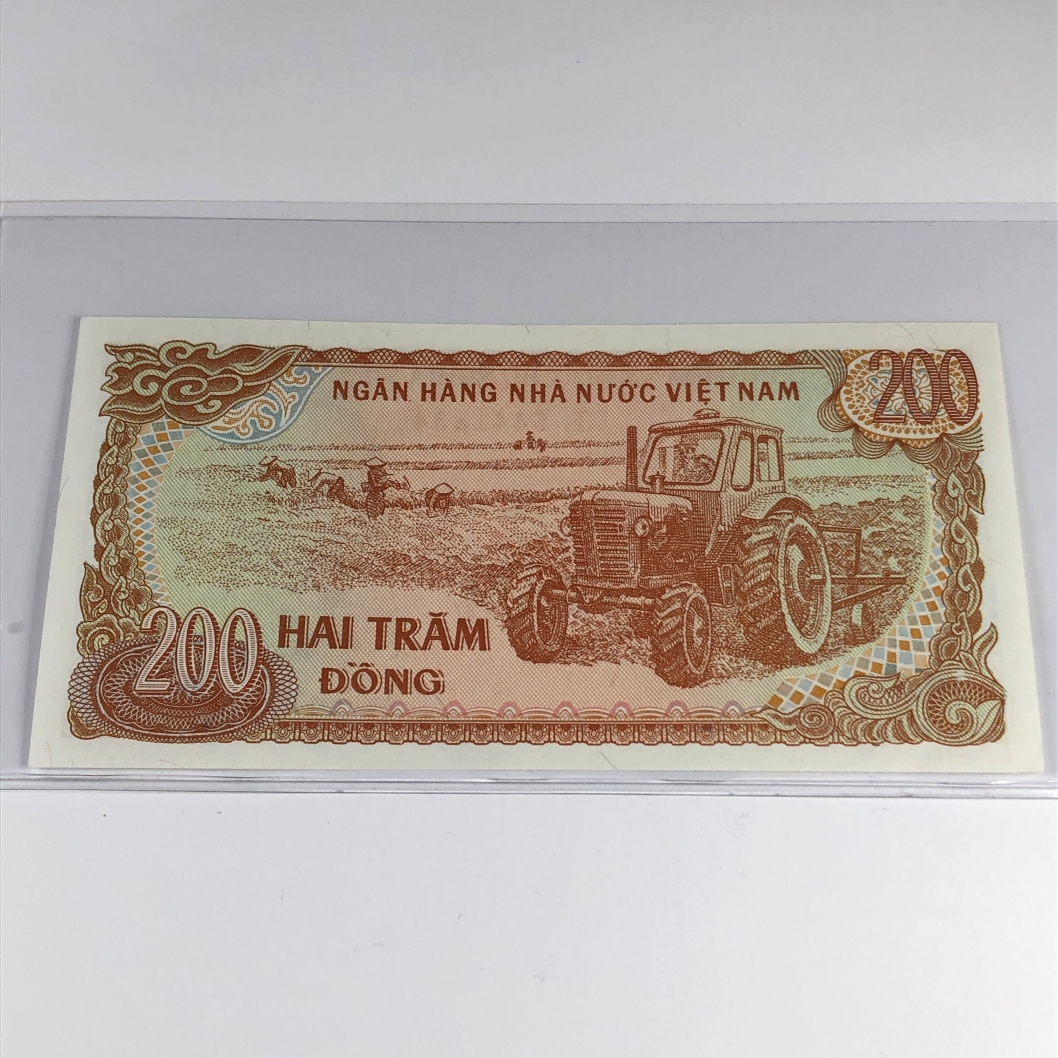 NGÂN HÀNG NHÀ NƯỚC VIỆT NAM
200
200
HAI TRĂM
ĐỒNG